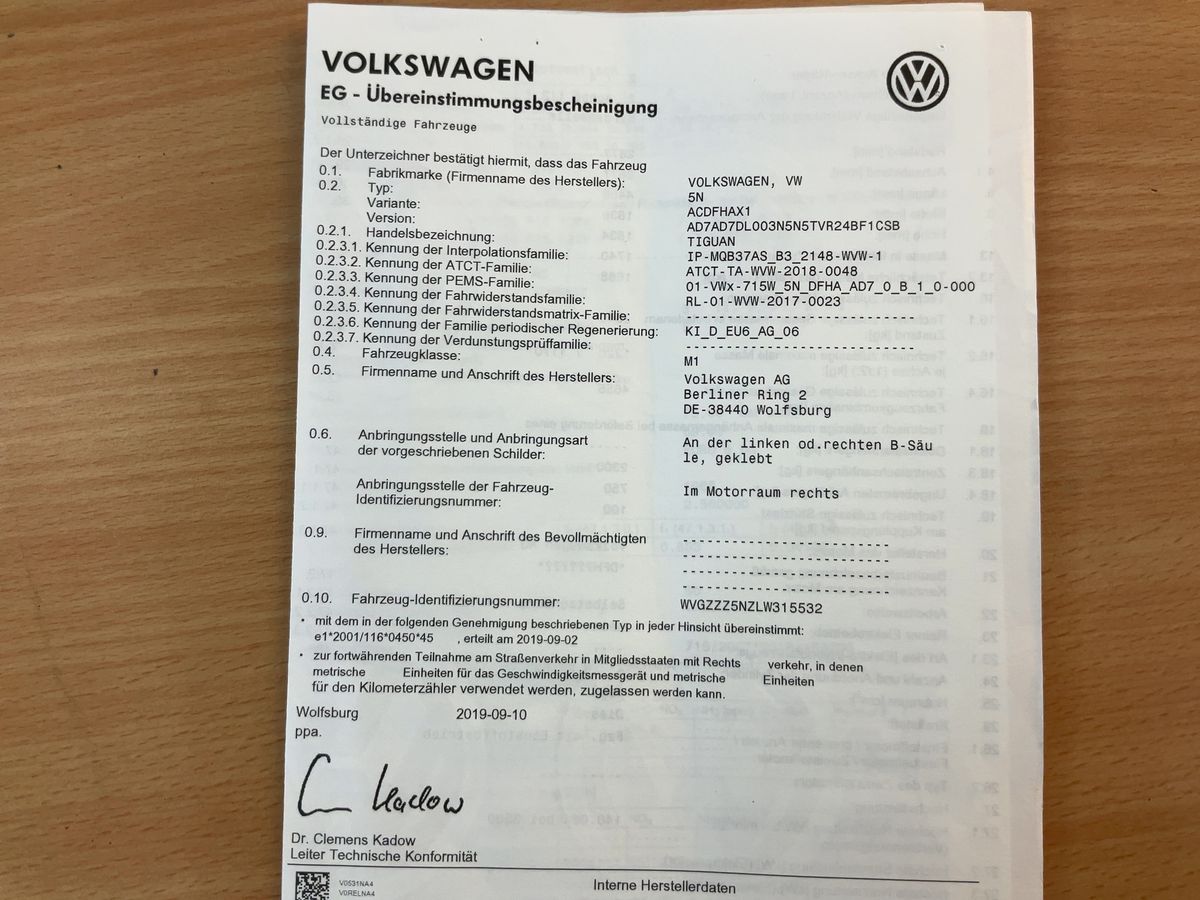 VOLKSWAGEN
EG - Übereinstimmungsbescheinigung
Vollständige Fahrzeuge
Der Unterzeichner bestätigt hiermit, dass das Fahrzeug
0.1. Fabrikmarke (Firmenname des Herstellers): VOLKSWAGEN, VW
0.2. Typ: 5N
Variante: ACDFHAX1
Version: AD7AD7DL003N5N5TVR24BF1CSB
0.2.1. Handelsbezeichnung: TIGUAN
0.2.3.1. Kennung der Interpolationsfamilie: IP-MQB37AS_B3_2148-WVW-1
0.2.3.2. Kennung der ATCT-Familie: ATCT-TA-WVW-2018-0048
0.2.3.3. Kennung der PEMS-Familie: 01-VWx-715W_5N_DFHA_AD7_0_B_1_0-000
0.2.3.4. Kennung der Fahrwiderstandsfamilie: RL-01-WVW-2017-0023
0.2.3.5. Kennung der Fahrwiderstandsmatrix-Familie: -------------------------
0.2.3.6. Kennung der Familie periodischer Regenerierung: KI_D_EU6_AG_06
0.2.3.7. Kennung der Verdunstungsprüffamilie: -------------------------
0.4. Fahrzeugklasse: M1
0.5. Firmenname und Anschrift des Herstellers: Volkswagen AG
Berliner Ring 2
DE-38440 Wolfsburg
0.6. Anbringungsstelle und Anbringungsart An der linken od.rechten B-Säu
der vorgeschriebenen Schilder: le, geklebt
Anbringungsstelle der Fahrzeug- Im Motorraum rechts
Identifizierungsnummer:
0.9. Firmenname und Anschrift des Bevollmächtigten -----------------------
des Herstellers: -----------------------
-----------------------
-----------------------
0.10. Fahrzeug-Identifizierungsnummer: WVGZZZ5NZLW315532
• mit dem in der folgenden Genehmigung beschriebenen Typ in jeder Hinsicht übereinstimmt:
e1*2001/116*0450*45 , erteilt am 2019-09-02
• zur fortwährenden Teilnahme am Straßenverkehr in Mitgliedsstaaten mit Rechts verkehr, in denen
metrische Einheiten für das Geschwindigkeitsmessgerät und metrische Einheiten
für den Kilometerzähler verwendet werden, zugelassen werden kann.
Wolfsburg 2019-09-10
ppa.
Kadow
Dr. Clemens Kadow
Leiter Technische Konformität
V0531NA4
V0RELNA4
Interne Herstellerdaten